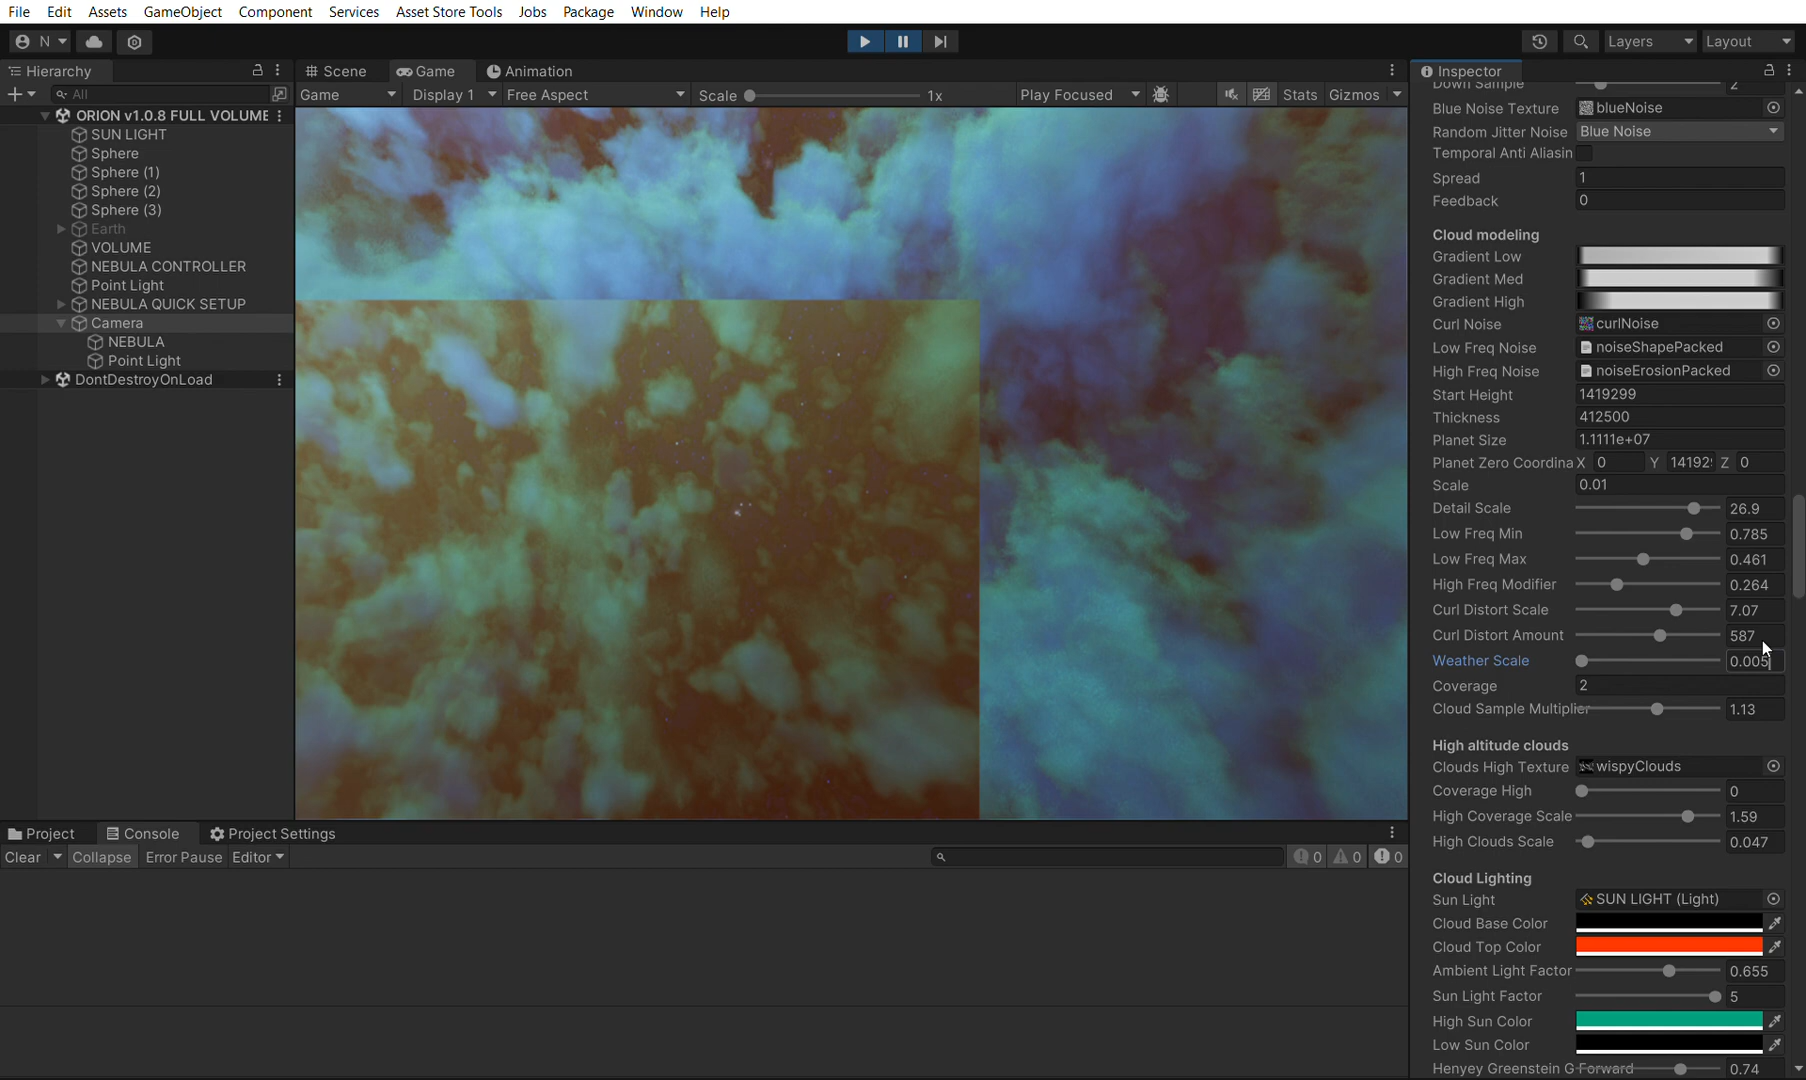 File Edit Assets GameObject Component Services Asset Store Tools Jobs Package Window Help
N Layers Layout
Hierarchy
All
ORION v1.0.8 FULL VOLUME
SUN LIGHT
Sphere
Sphere (1)
Sphere (2)
Sphere (3)
Earth
VOLUME
NEBULA CONTROLLER
Point Light
NEBULA QUICK SETUP
Camera
NEBULA
Point Light
DontDestroyOnLoad
Scene Game Animation
Game Display 1 Free Aspect Scale 1x Play Focused Stats Gizmos
Project Console Project Settings
Clear Collapse Error Pause Editor 0 0 0
Inspector
Down Sample 2
Blue Noise Texture blueNoise
Random Jitter Noise Blue Noise
Temporal Anti Aliasin
Spread 1
Feedback 0
Cloud modeling
Gradient Low
Gradient Med
Gradient High
Curl Noise curlNoise
Low Freq Noise noiseShapePacked
High Freq Noise noiseErosionPacked
Start Height 1419299
Thickness 412500
Planet Size 1.1111e+07
Planet Zero Coordina X 0 Y 14192 Z 0
Scale 0.01
Detail Scale 26.9
Low Freq Min 0.785
Low Freq Max 0.461
High Freq Modifier 0.264
Curl Distort Scale 7.07
Curl Distort Amount 587
Weather Scale 0.005
Coverage 2
Cloud Sample Multiplier 1.13
High altitude clouds
Clouds High Texture wispyClouds
Coverage High 0
High Coverage Scale 1.59
High Clouds Scale 0.047
Cloud Lighting
Sun Light SUN LIGHT (Light)
Cloud Base Color
Cloud Top Color
Ambient Light Factor 0.655
Sun Light Factor 5
High Sun Color
Low Sun Color
Henyey Greenstein G Forward 0.74